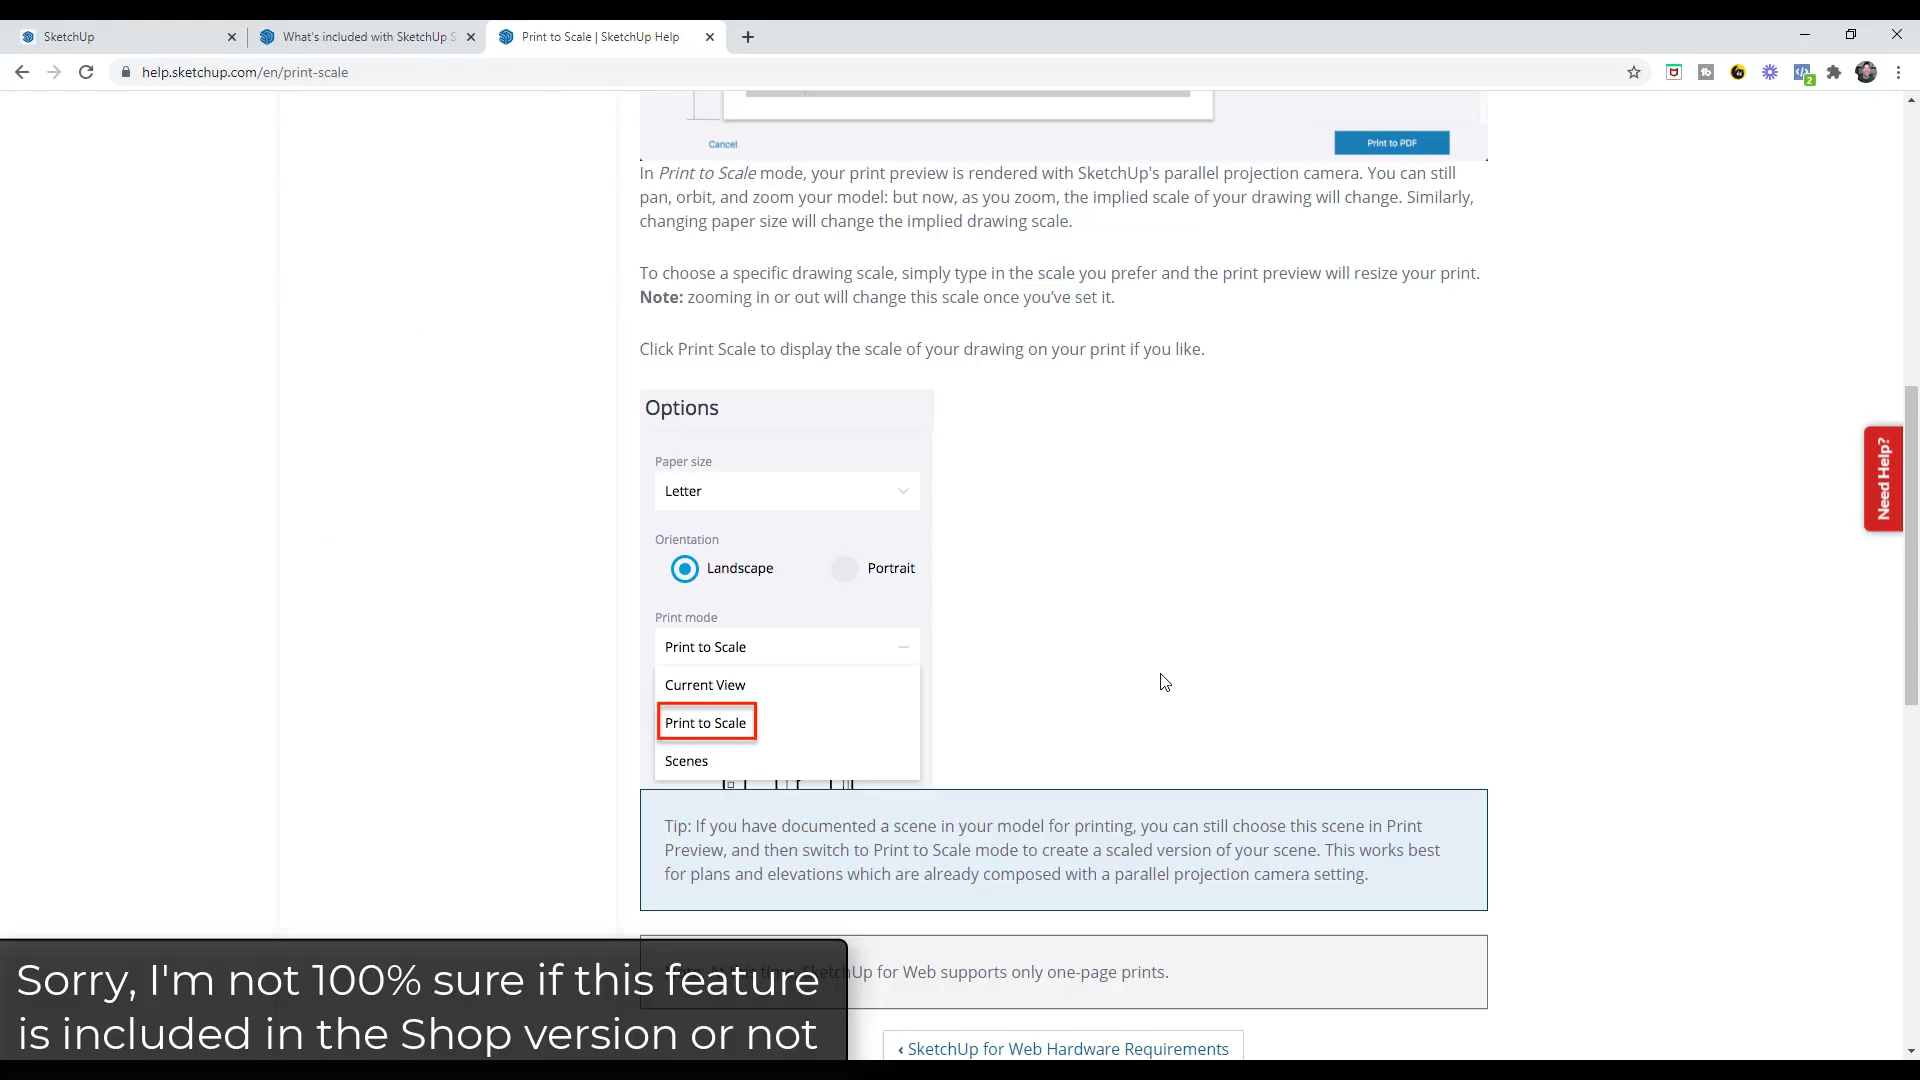 SketchUp
What's included with SketchUp S
Print to Scale | SketchUp Help
help.sketchup.com/en/print-scale
2
Cancel
Print to PDF
In Print to Scale mode, your print preview is rendered with SketchUp's parallel projection camera. You can still
pan, orbit, and zoom your model: but now, as you zoom, the implied scale of your drawing will change. Similarly,
changing paper size will change the implied drawing scale.
To choose a specific drawing scale, simply type in the scale you prefer and the print preview will resize your print.
Note: zooming in or out will change this scale once you’ve set it.
Click Print Scale to display the scale of your drawing on your print if you like.
Need Help?
Options
Paper size
Letter
Orientation
Landscape
Portrait
Print mode
Print to Scale
Current View
Print to Scale
Scenes
Tip: If you have documented a scene in your model for printing, you can still choose this scene in Print
Preview, and then switch to Print to Scale mode to create a scaled version of your scene. This works best
for plans and elevations which are already composed with a parallel projection camera setting.
At this time, SketchUp for Web supports only one-page prints.
Sorry, I'm not 100% sure if this feature
is included in the Shop version or not
‹ SketchUp for Web Hardware Requirements